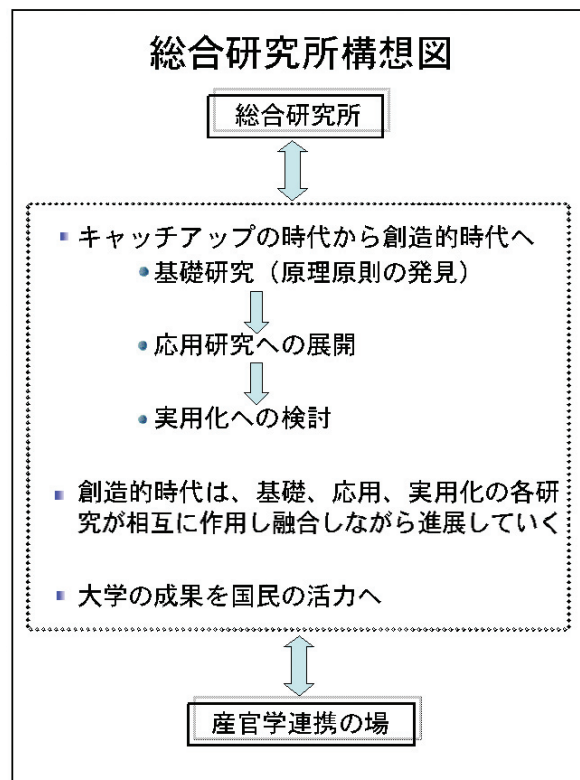 総合研究所構想図
総合研究所
キャッチアップの時代から創造的時代へ
基礎研究（原理原則の発見）
応用研究への展開
実用化への検討
創造的時代は、基礎、応用、実用化の各研
究が相互に作用し融合しながら進展していく
大学の成果を国民の活力へ
産官学連携の場